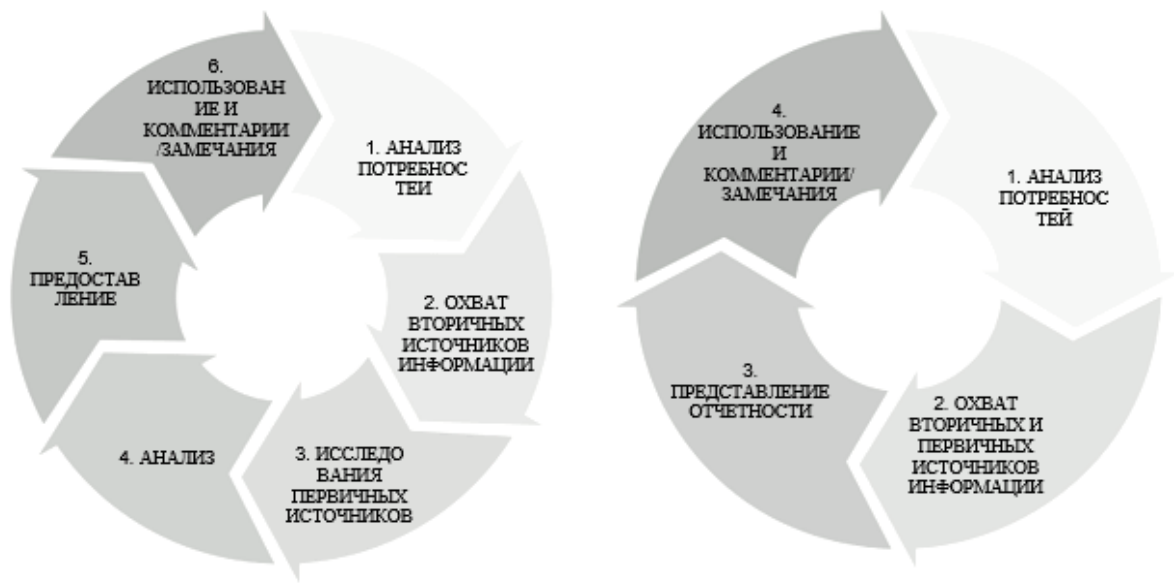 6.
ИСПОЛЬЗОВАН
ИЕ И
КОММЕНТАРИИ
/ЗАМЕЧАНИЯ
1. АНАЛИЗ
ПОТРЕБНОС
ТЕИ
2. ОХВАТ
ВТОРИЧНЫХ
ИСТОЧНИКОВ
ИНФОРМАЦИИ
3. ИССЛЕДО
ВАНИЯ
ПЕРВИЧНЫХ
ИСТОЧНИКОВ
4. АНАЛИЗ
5.
ПРЕДОСТАВ
ЛЕНИЕ
4.
ИСПОЛЬЗОВАНИЕ
И
КОММЕНТАРИИ/
ЗАМЕЧАНИЯ
1. АНАЛИЗ
ПОТРЕБНОС
ТЕЙ
2. ОХВАТ
ВТОРИЧНЫХ И
ПЕРВИЧНЫХ
ИСТОЧНИКОВ
ИНФОРМАЦИИ
3.
ПРЕДСТАВЛЕНИЕ
ОТЧЕТНОСТИ